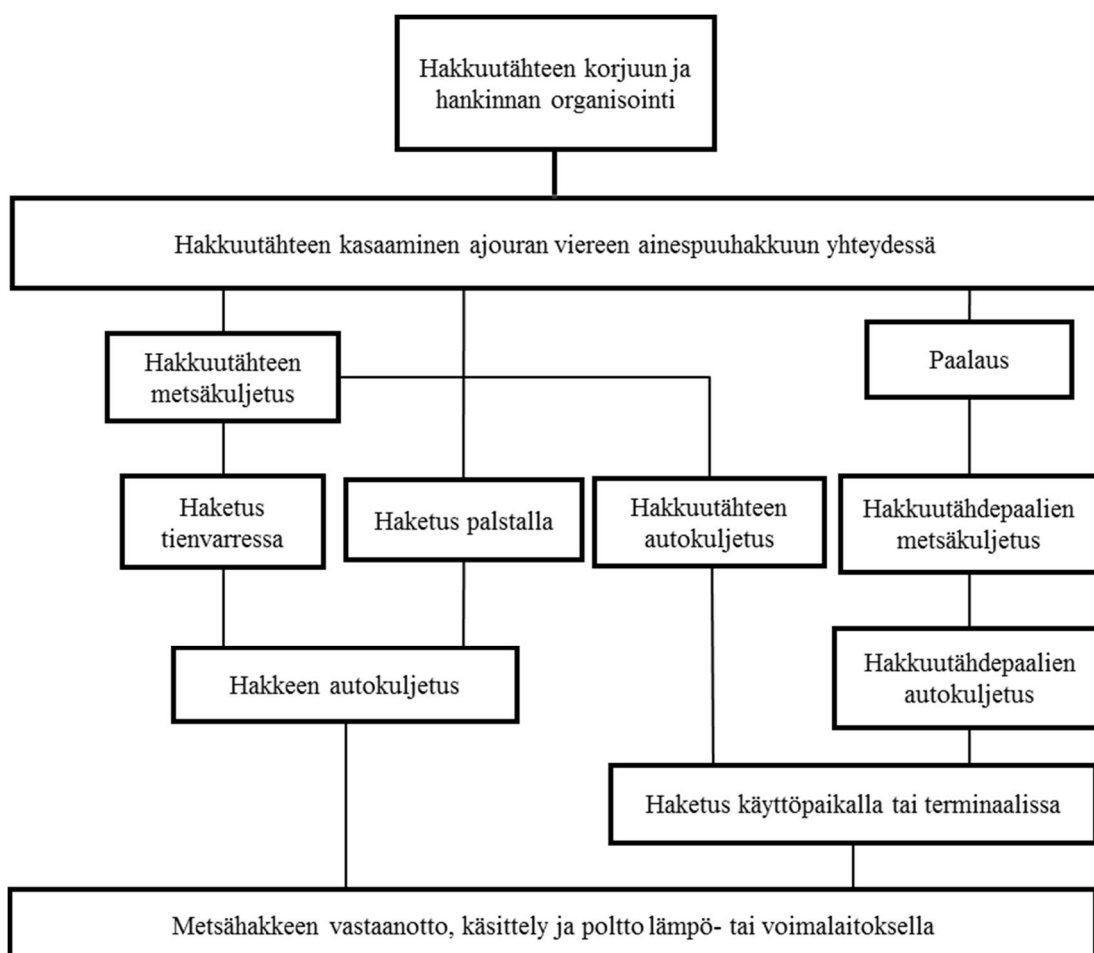 Hakkuutähteen korjuun ja
hankinnan organisointi
Hakkuutähteen kasaaminen ajouran viereen ainespuuhakkuun yhteydessä
Hakkuutähteen
metsäkuljetus
Paalaus
Haketus
tienvarressa
Haketus palstalla
Hakkuutähteen
autokuljetus
Hakkuutähdepaalien
metsäkuljetus
Hakkeen autokuljetus
Hakkuutähdepaalien
autokuljetus
Haketus käyttöpaikalla tai terminaalissa
Metsähakkeen vastaanotto, käsittely ja poltto lämpö- tai voimalaitoksella